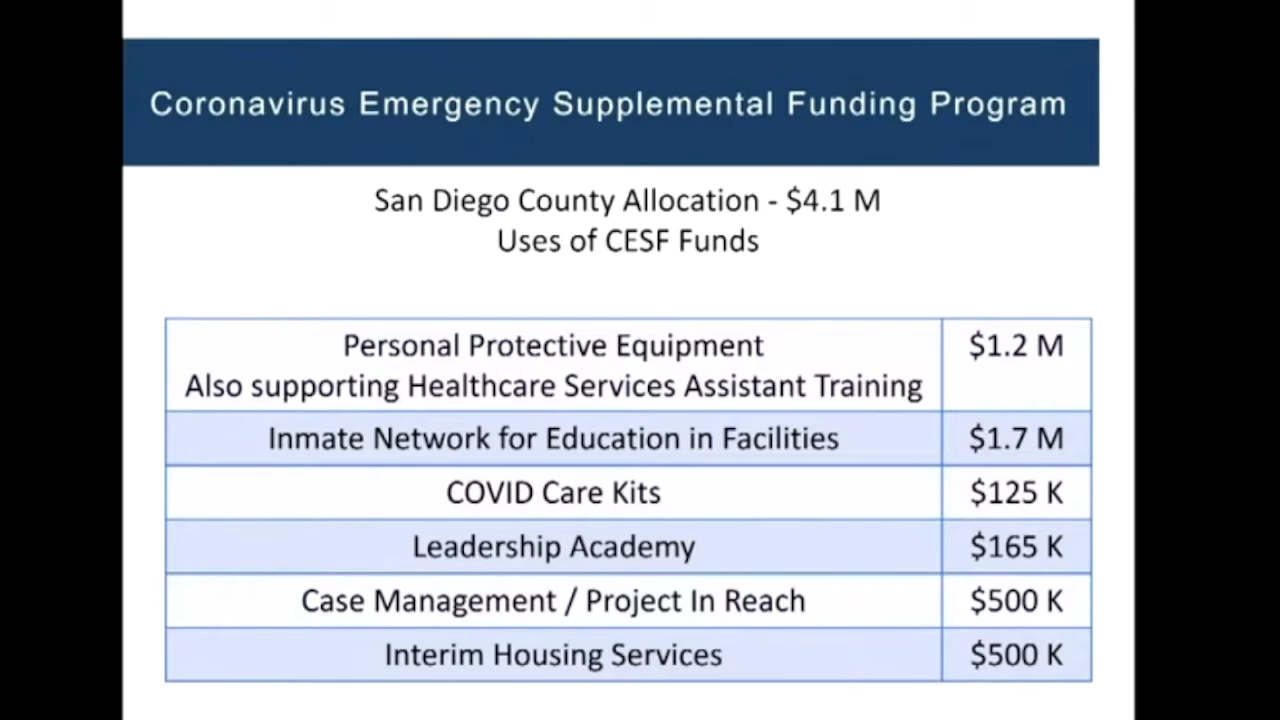 Coronavirus Emergency Supplemental Funding Program
San Diego County Allocation - $4.1 M
Uses of CESF Funds
Personal Protective Equipment $1.2 M
Also supporting Healthcare Services Assistant Training
Inmate Network for Education in Facilities $1.7 M
COVID Care Kits $125 K
Leadership Academy $165 K
Case Management / Project In Reach $500 K
Interim Housing Services $500 K